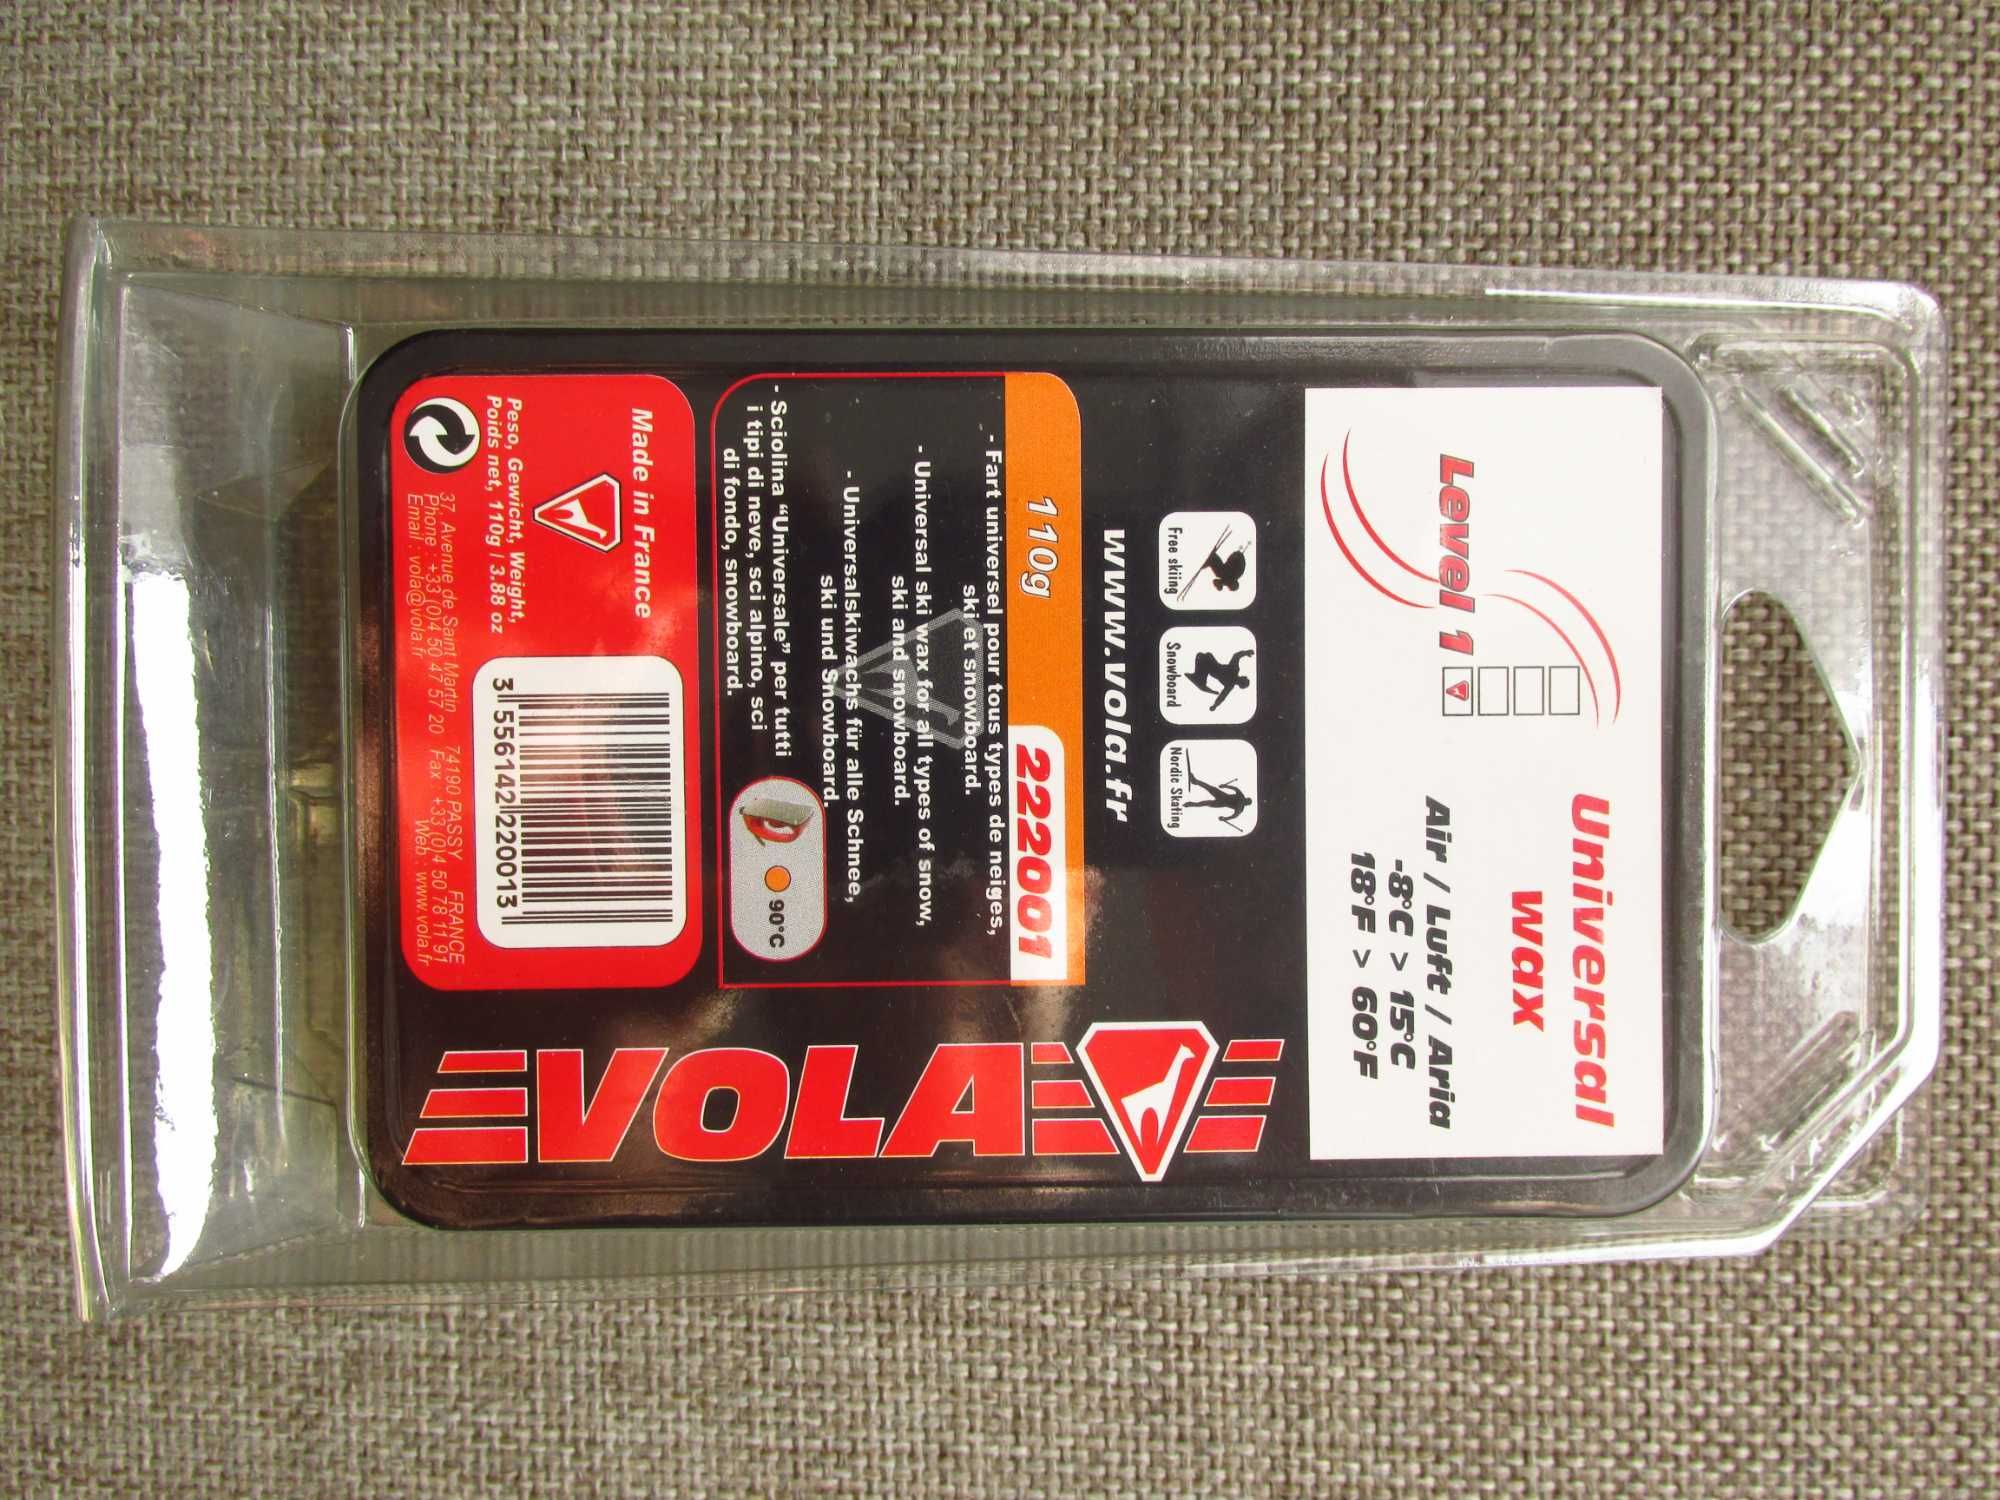 Level 1
Universal
wax
Air / Luft / Aria
-8°C > 15°C
18°F > 60°F
Free skiing
Snowboard
Nordic Skating
www.vola.fr
110g
222001
- Fart universel pour tous types de neiges,
ski et snowboard.
- Universal ski wax for all types of snow,
ski and snowboard.
- Universalskiwachs für alle Schnee,
ski und Snowboard.
- Sciolina "Universale" per tutti
i tipi di neve, sci alpino, sci
di fondo, snowboard.
90°C
VOLA
Made in France
Peso, Gewicht, Weight,
Poids net, 110g / 3.88 oz
3 556142 220013
37, Avenue de Saint Martin 74190 PASSY FRANCE
Phone : +33 (0)4 50 47 57 20 Fax : +33 (0)4 50 78 11 91
Email : vola@vola.fr Web : www.vola.fr